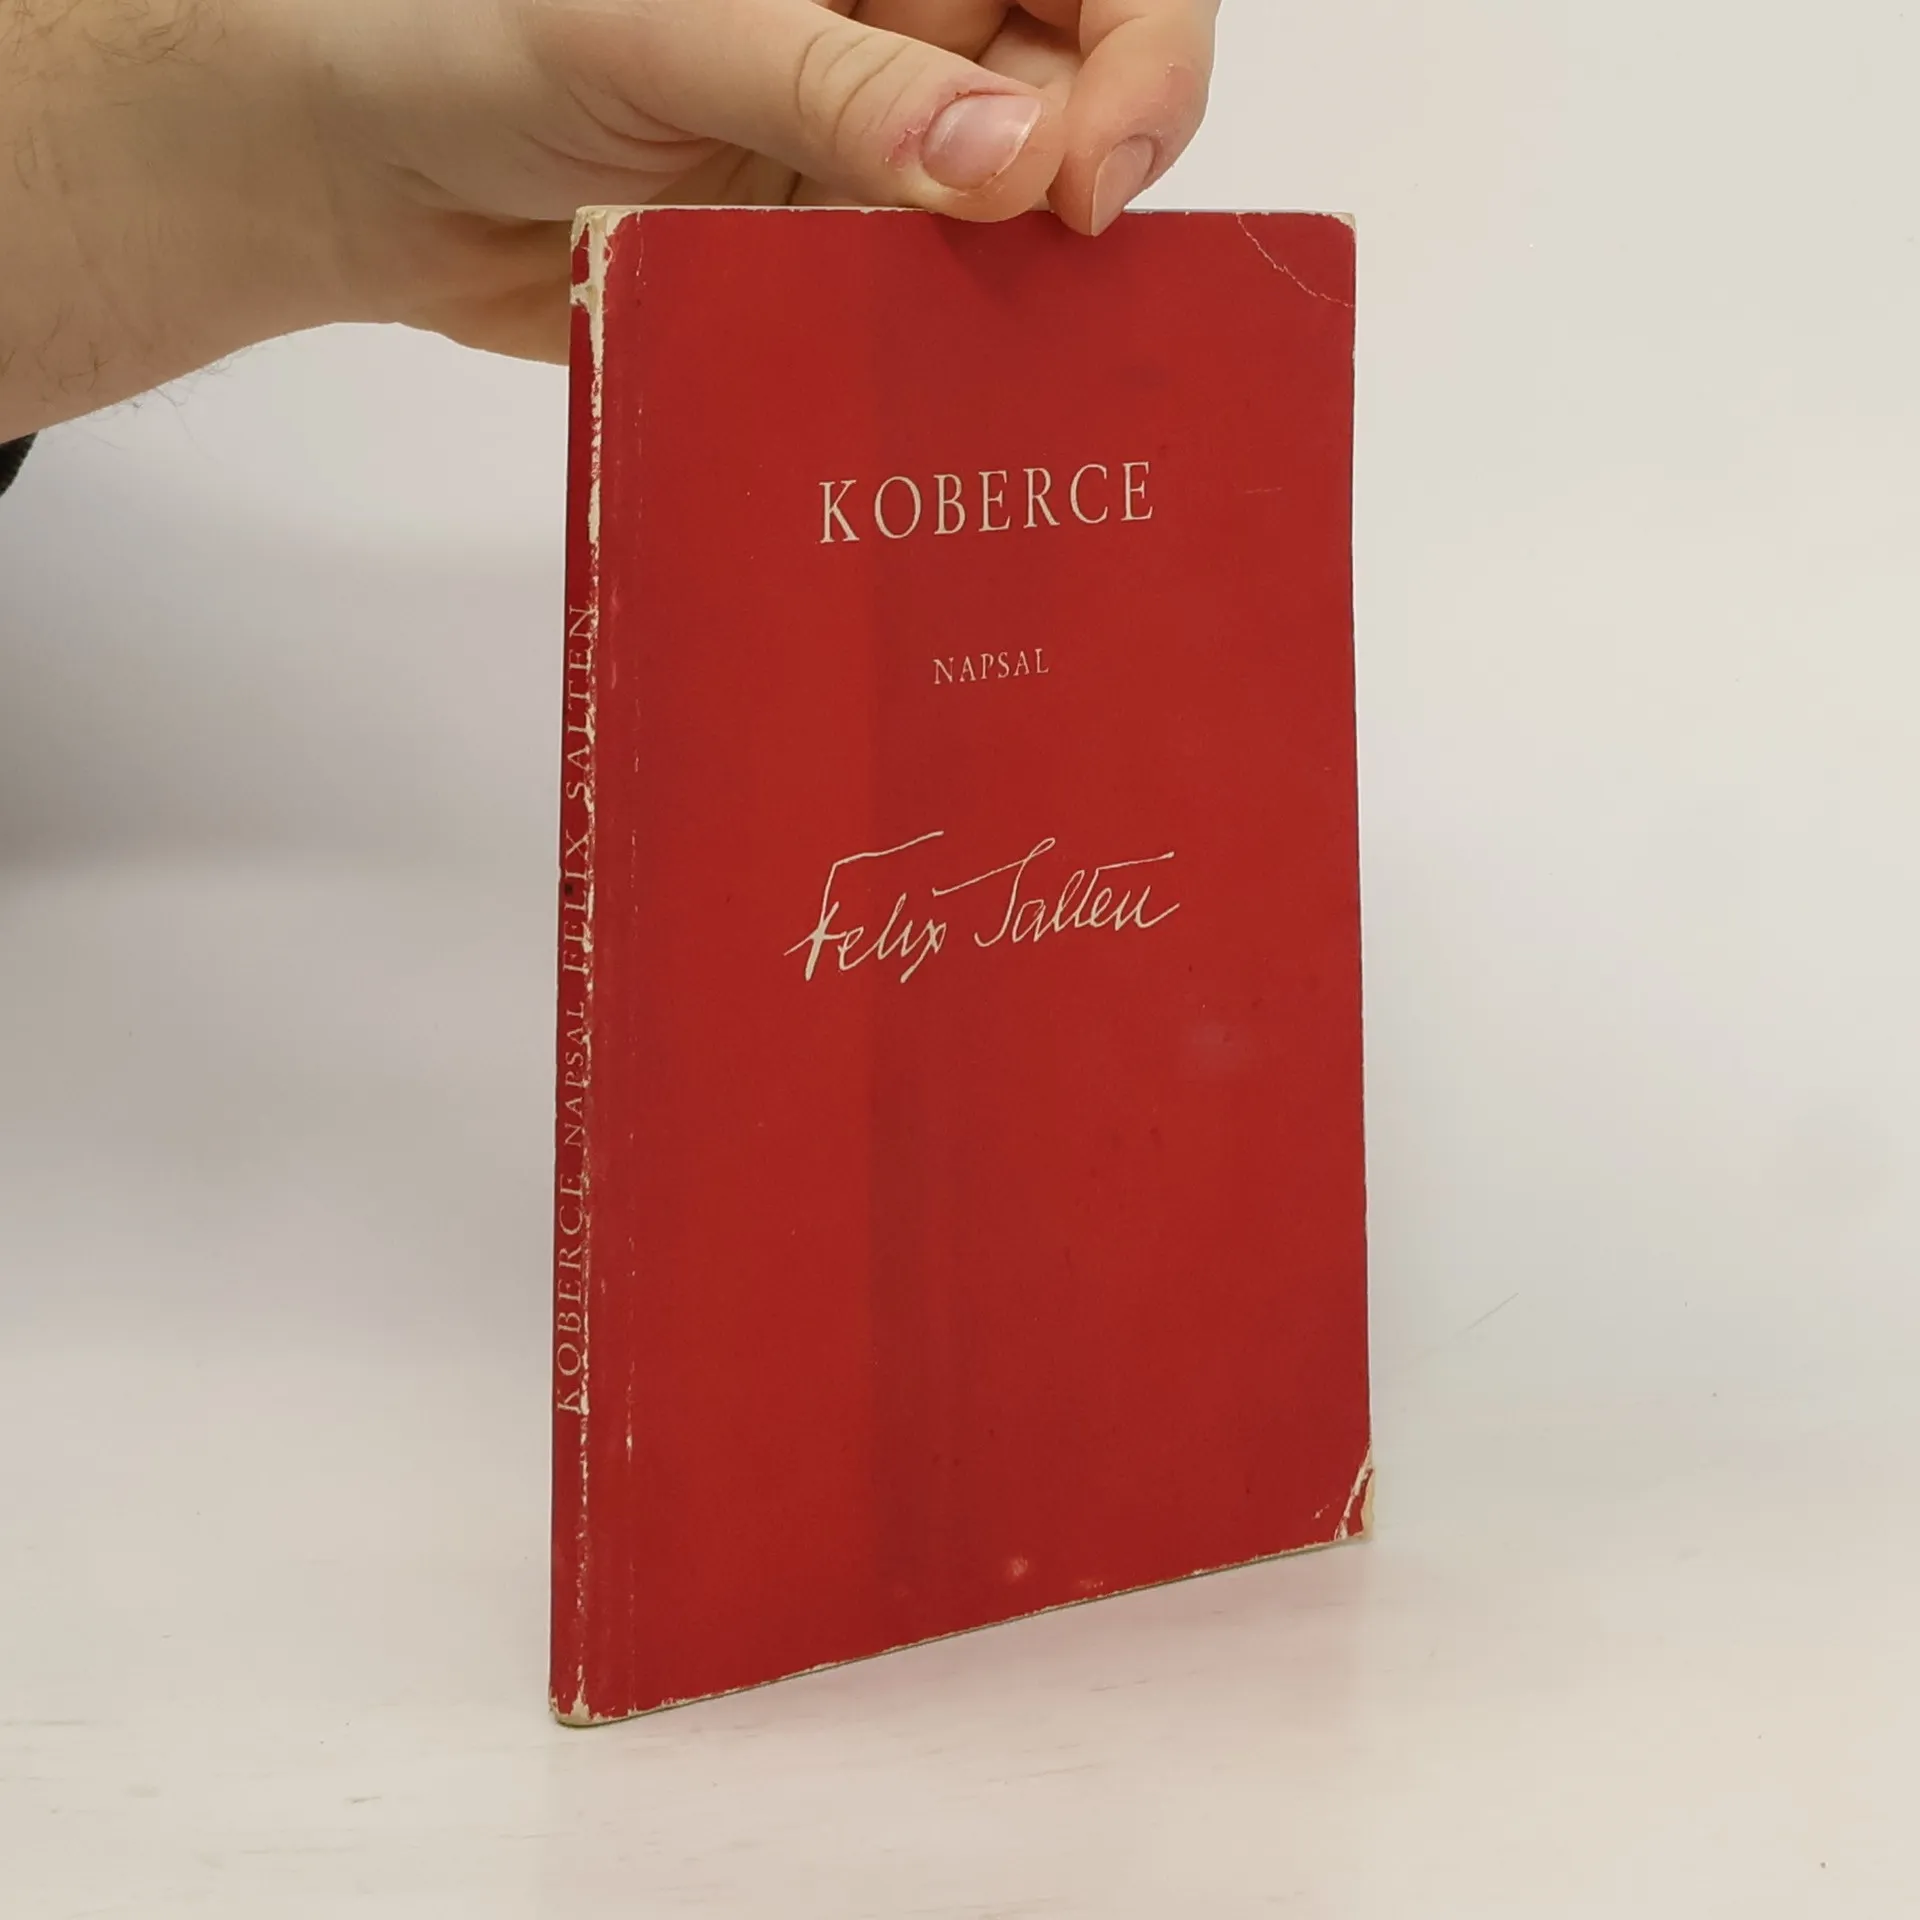 KOBERCE
NAPSAL
Felix Salten
KOBERCE NAPSAL FELIX SALTEN